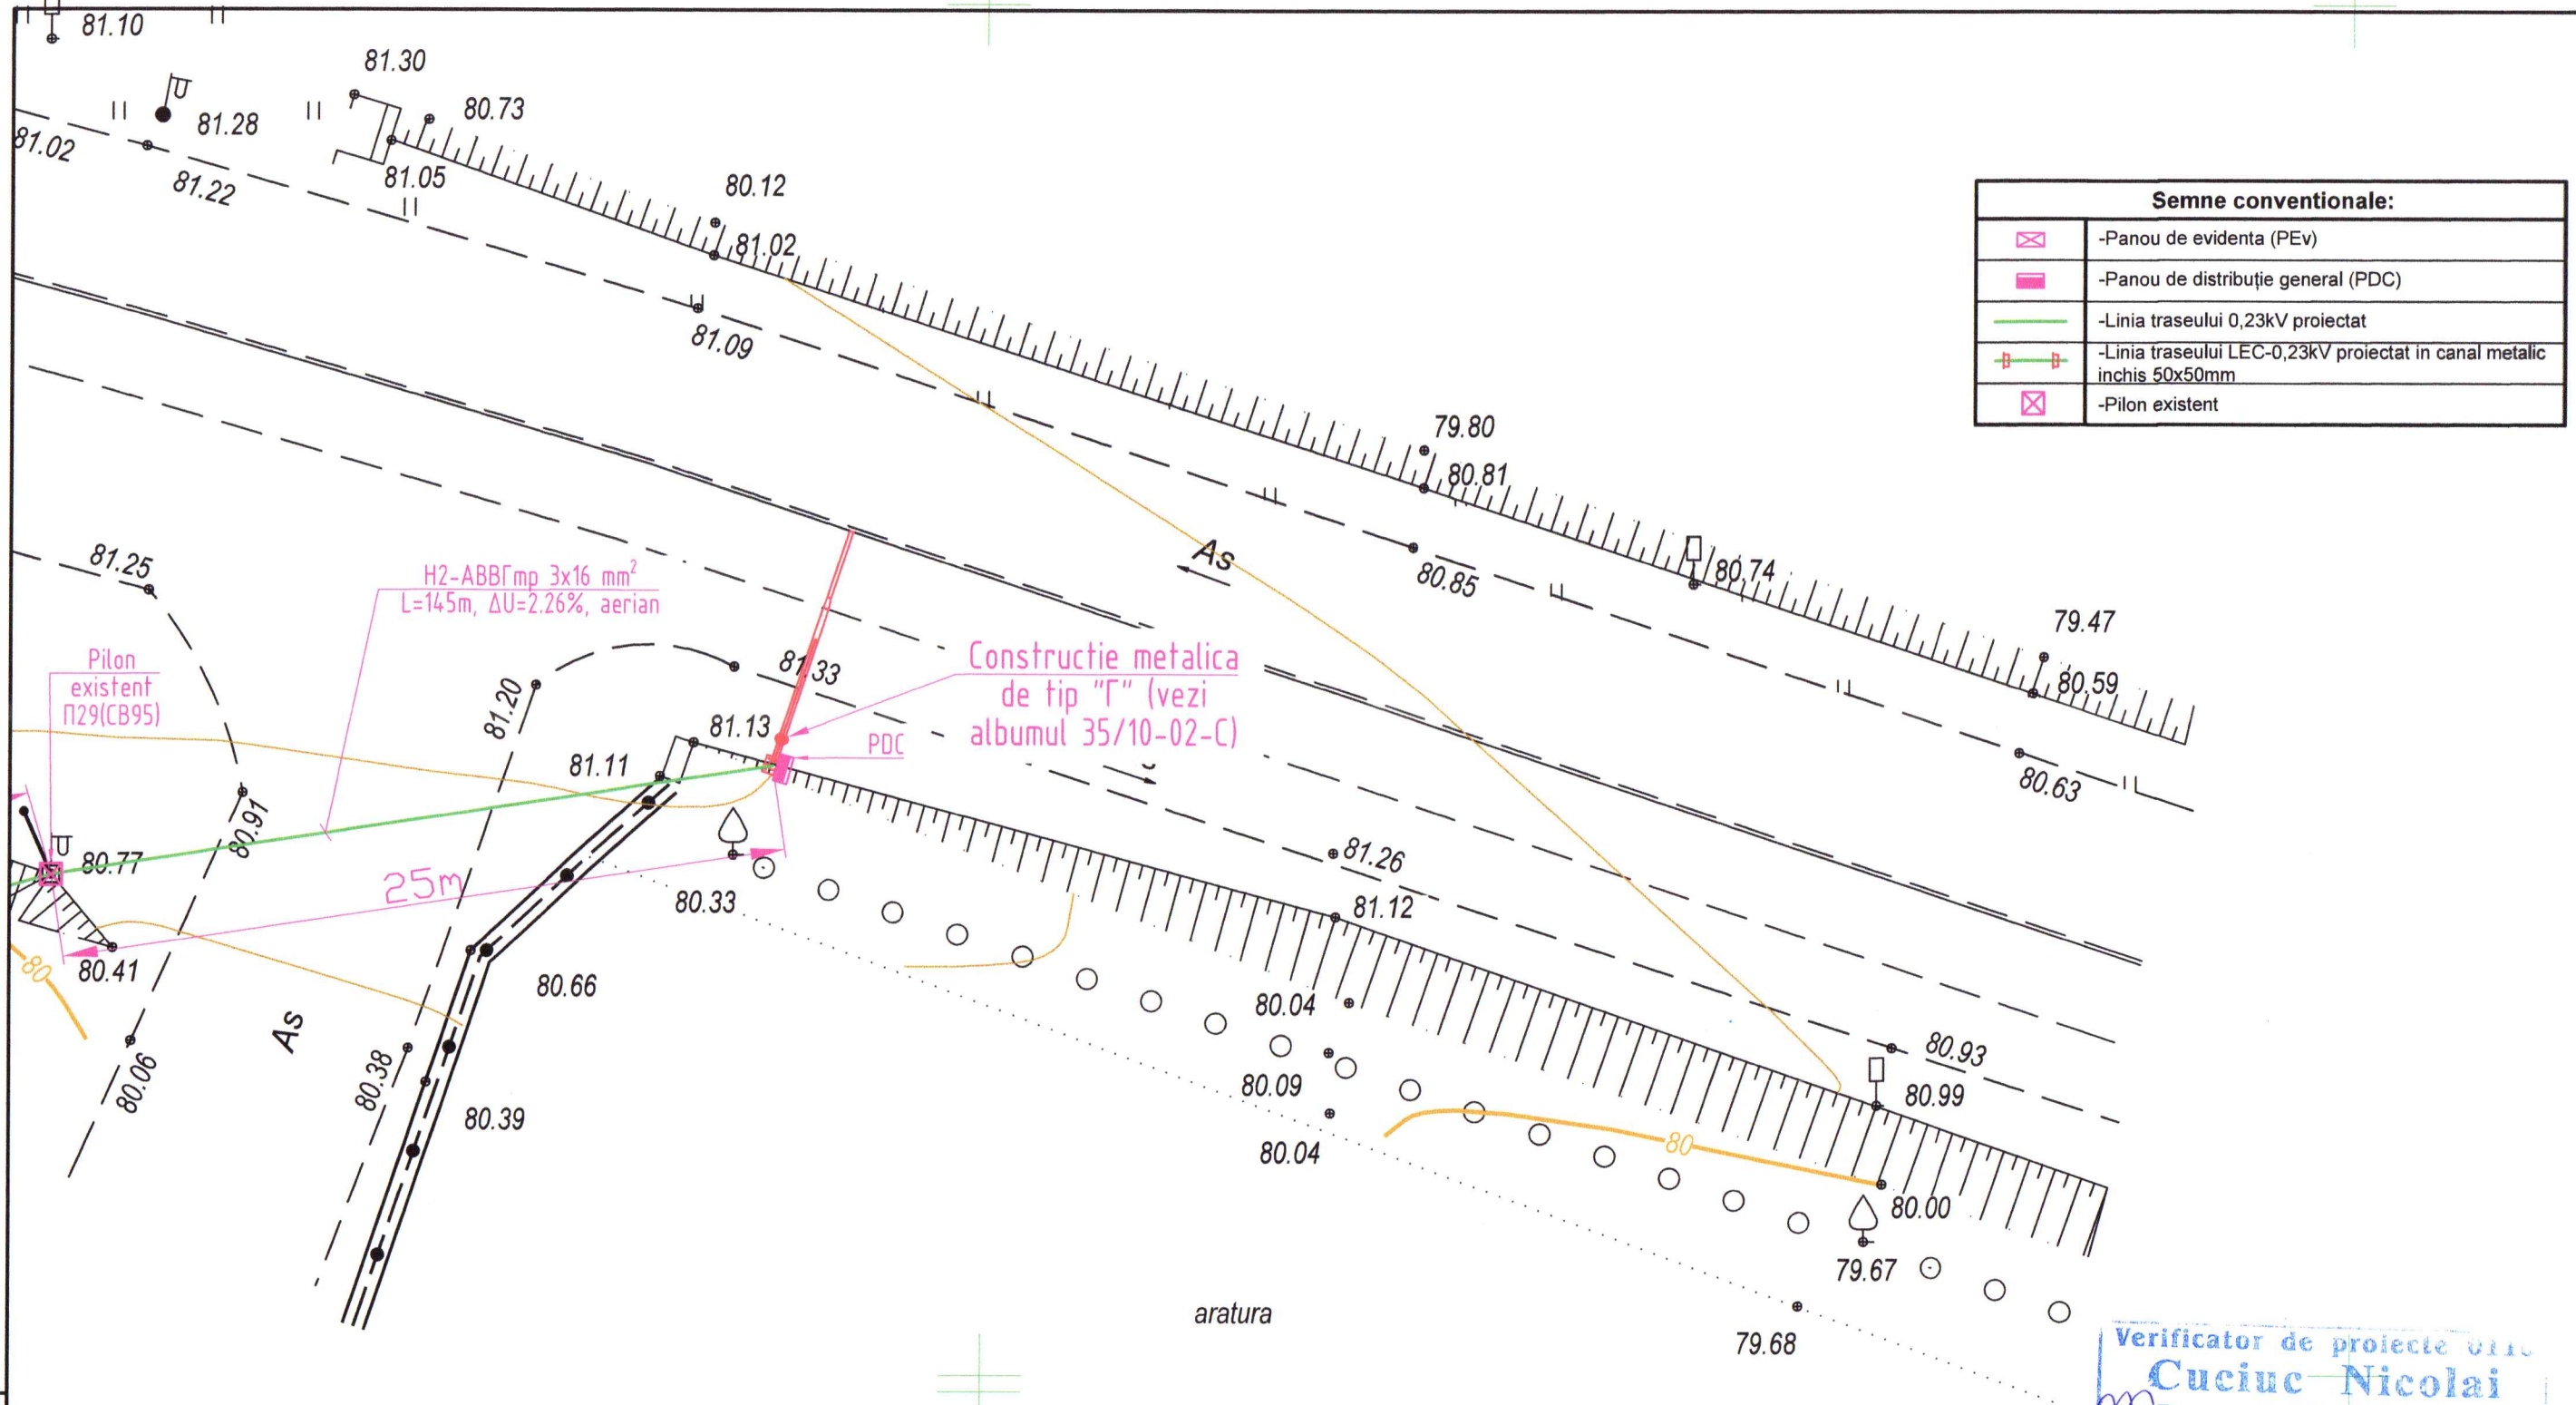 81.10
81.30
80.73
81.28
81.02
81.22
81.05
80.12
81.02
81.09
Semne conventionale:
-Panou de evidenta (PEv)
-Panou de distribuție general (PDC)
-Linia traseului 0,23kV proiectat
-Linia traseului LEC-0,23kV proiectat in canal metalic
inchis 50x50mm
-Pilon existent
79.80
80.81
As
80.85
80.74
79.47
80.59
80.63
81.25
H2-АВВГтр 3x16 mm²
L=145m, ΔU=2.26%, aerian
Pilon
existent
П29(СВ95)
81.20
81.33
81.13
81.11
Constructie metalica
de tip "Г" (vezi
albumul 35/10-02-C)
PDC
80.91
80.77
25m
80.33
80.41
80
80.66
As
80.06
80.38
80.39
81.26
81.12
80.04
80.09
80.04
80.93
80.99
80
80.00
79.67
79.68
aratura
Verificator de proiecte
Cuciuc Nicolai